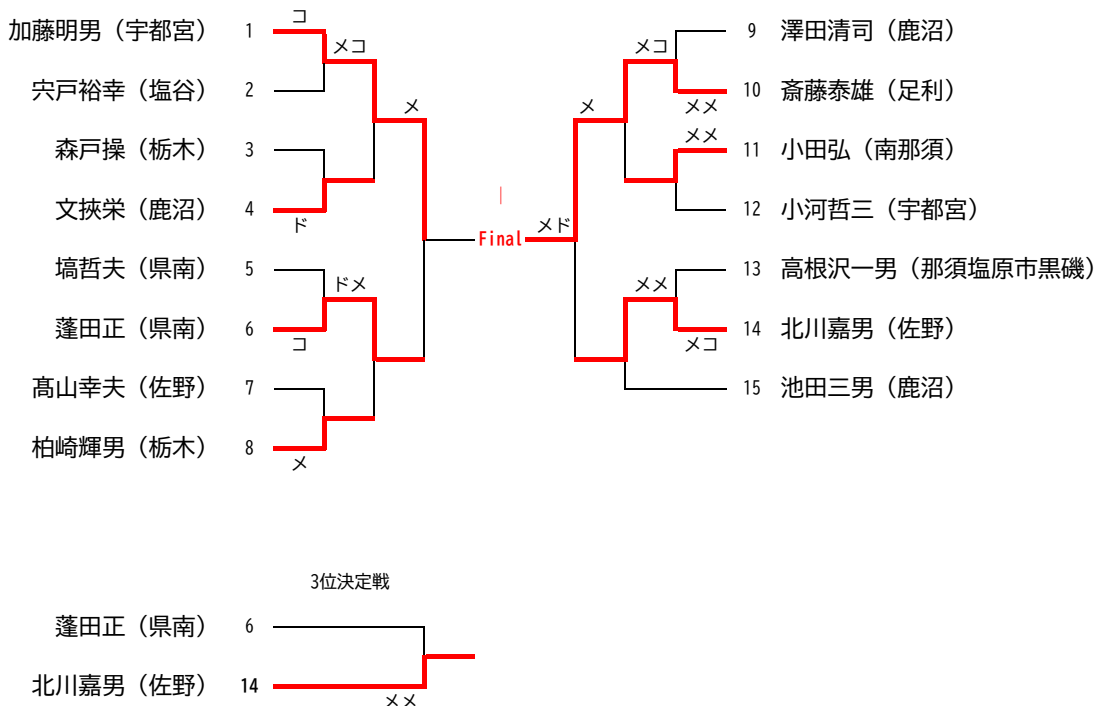 コ
加藤明男（宇都宮） 1
メコ
宍戸裕幸（塩谷） 2
メ
森戸操（栃木） 3
文挾栄（鹿沼） 4
ド
塙哲夫（県南） 5
ドメ
蓬田正（県南） 6
コ
髙山幸夫（佐野） 7
柏崎輝男（栃木） 8
メ
Final
メド
9 澤田清司（鹿沼）
メコ
10 斎藤泰雄（足利）
メメ
メ
メメ
11 小田弘（南那須）
12 小河哲三（宇都宮）
13 高根沢一男（那須塩原市黒磯）
メメ
14 北川嘉男（佐野）
メコ
15 池田三男（鹿沼）
3位決定戦
蓬田正（県南） 6
北川嘉男（佐野） 14
メメ